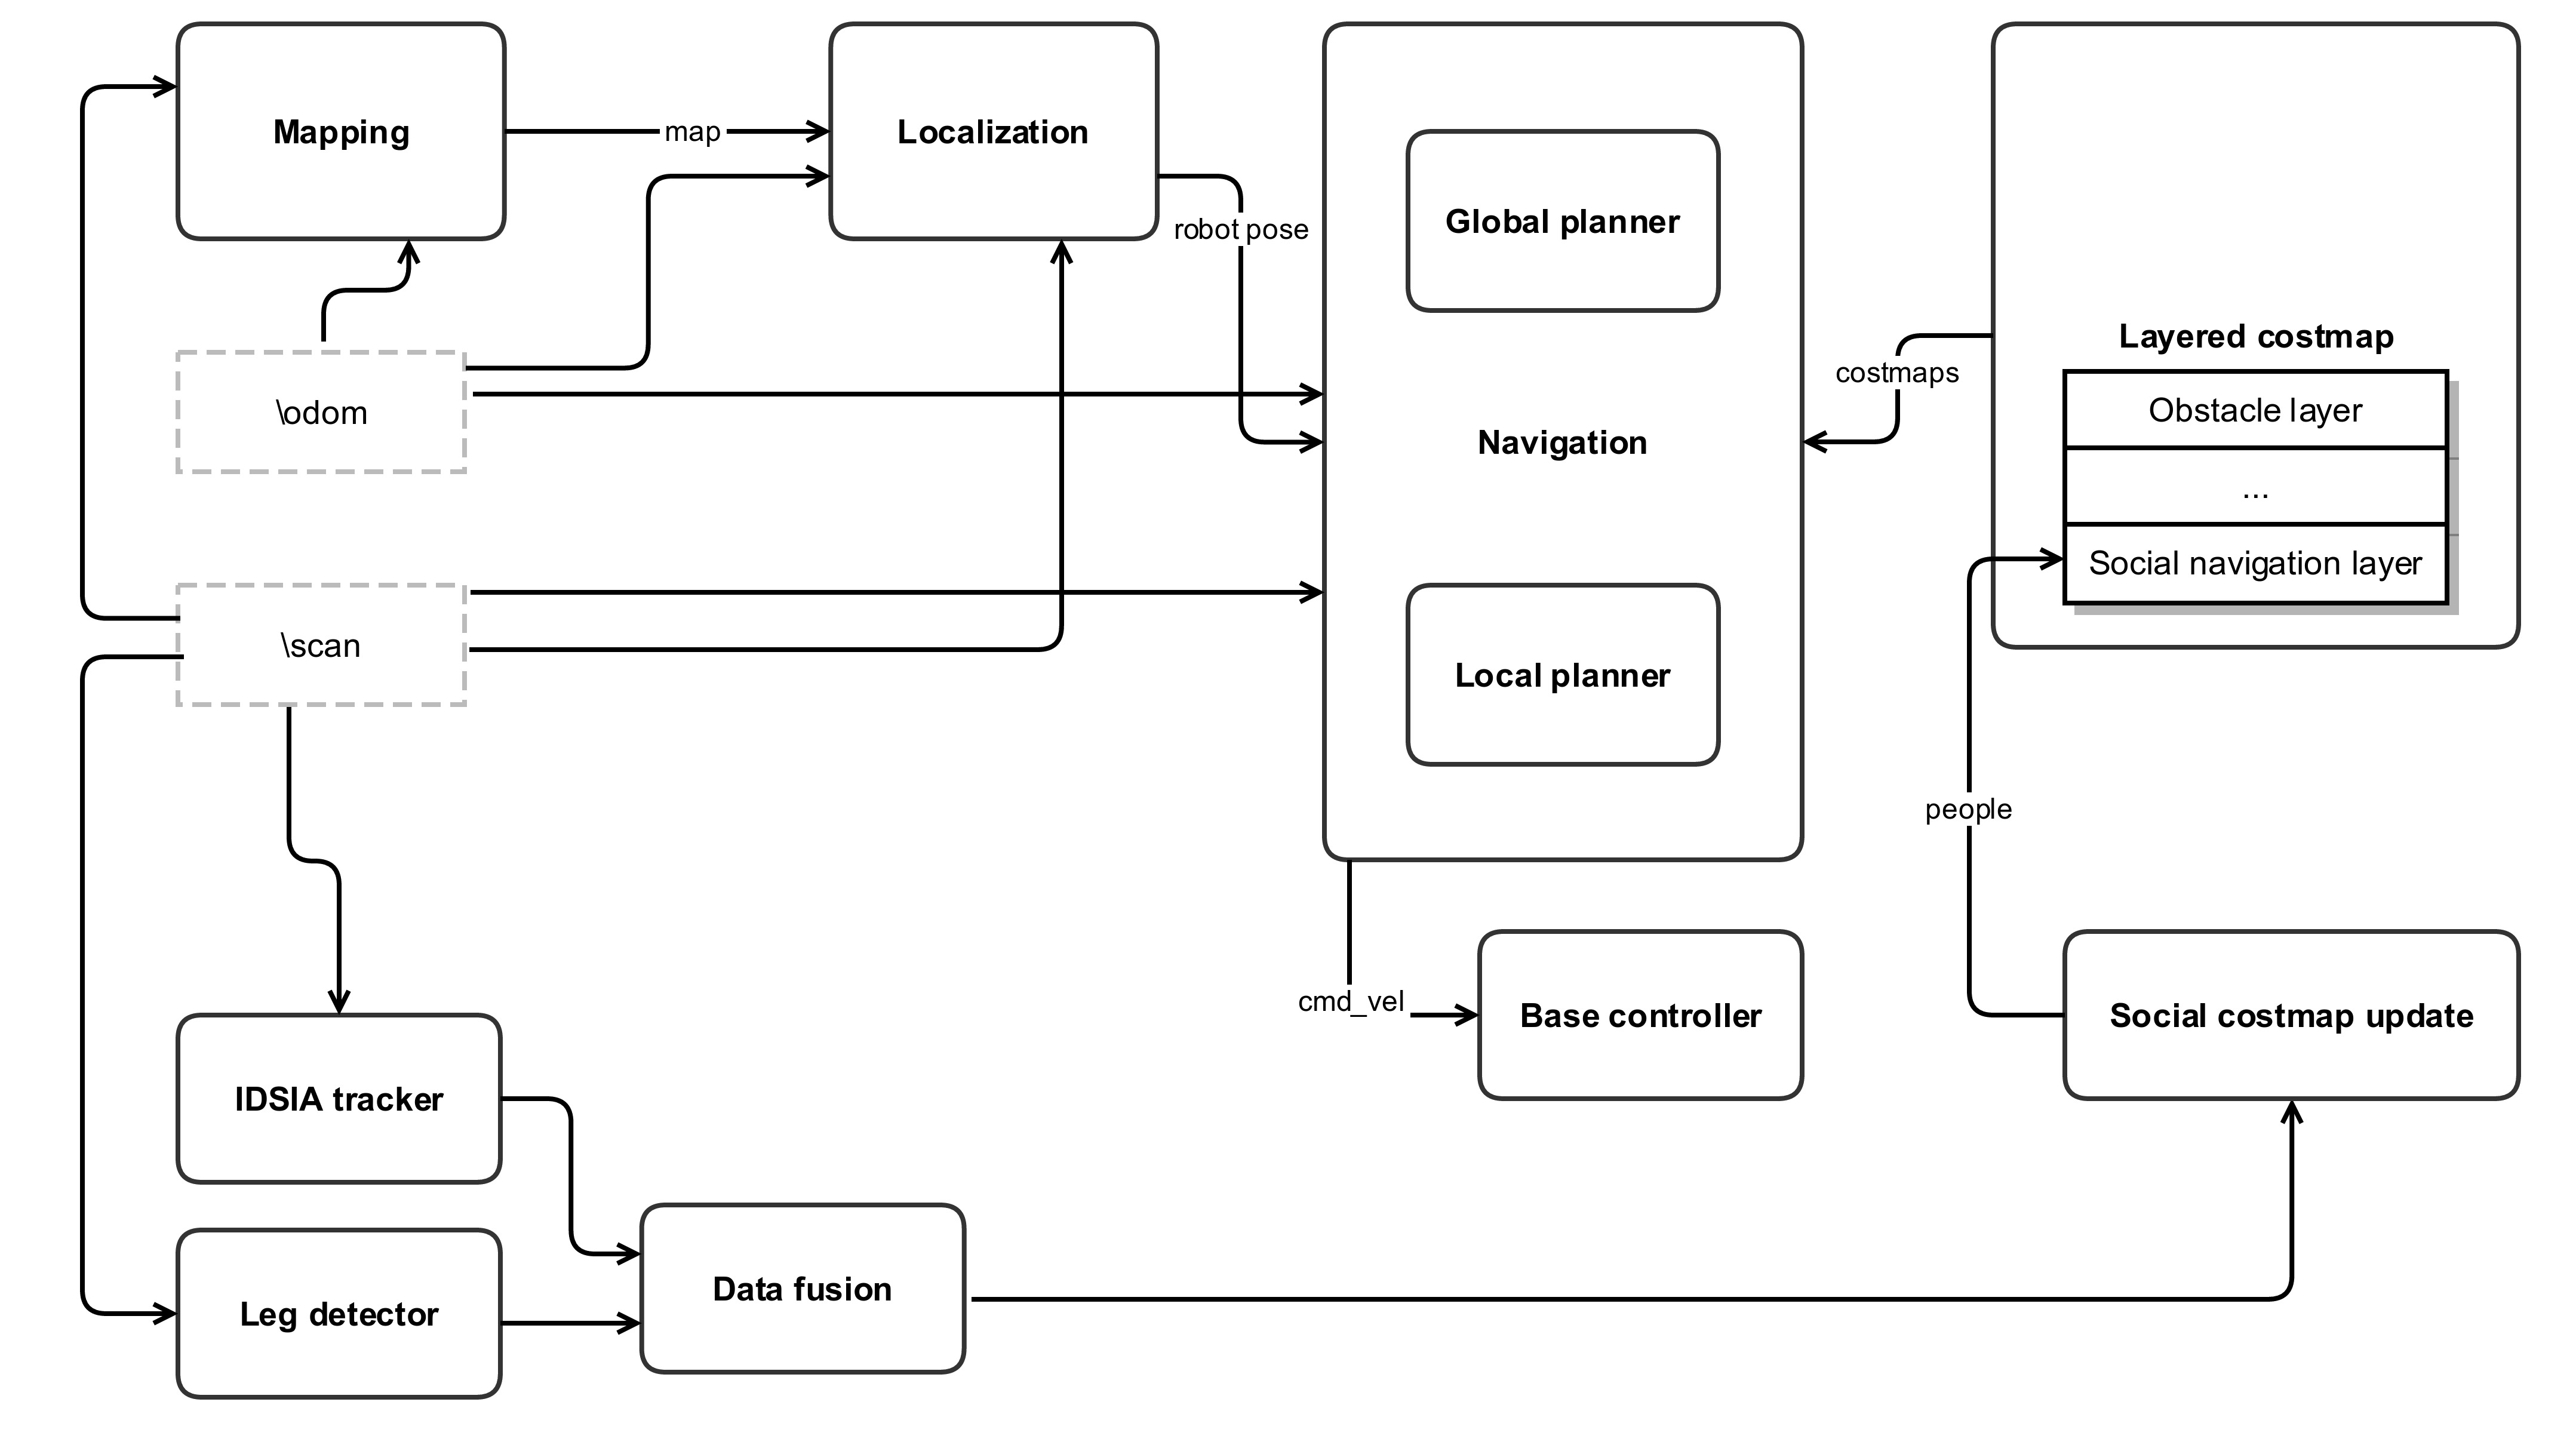 Mapping
map
Localization
robot pose
Global planner
Navigation
Local planner
costmaps
Layered costmap
Obstacle layer
...
Social navigation layer
\odom
\scan
people
cmd_vel
Base controller
Social costmap update
IDSIA tracker
Leg detector
Data fusion